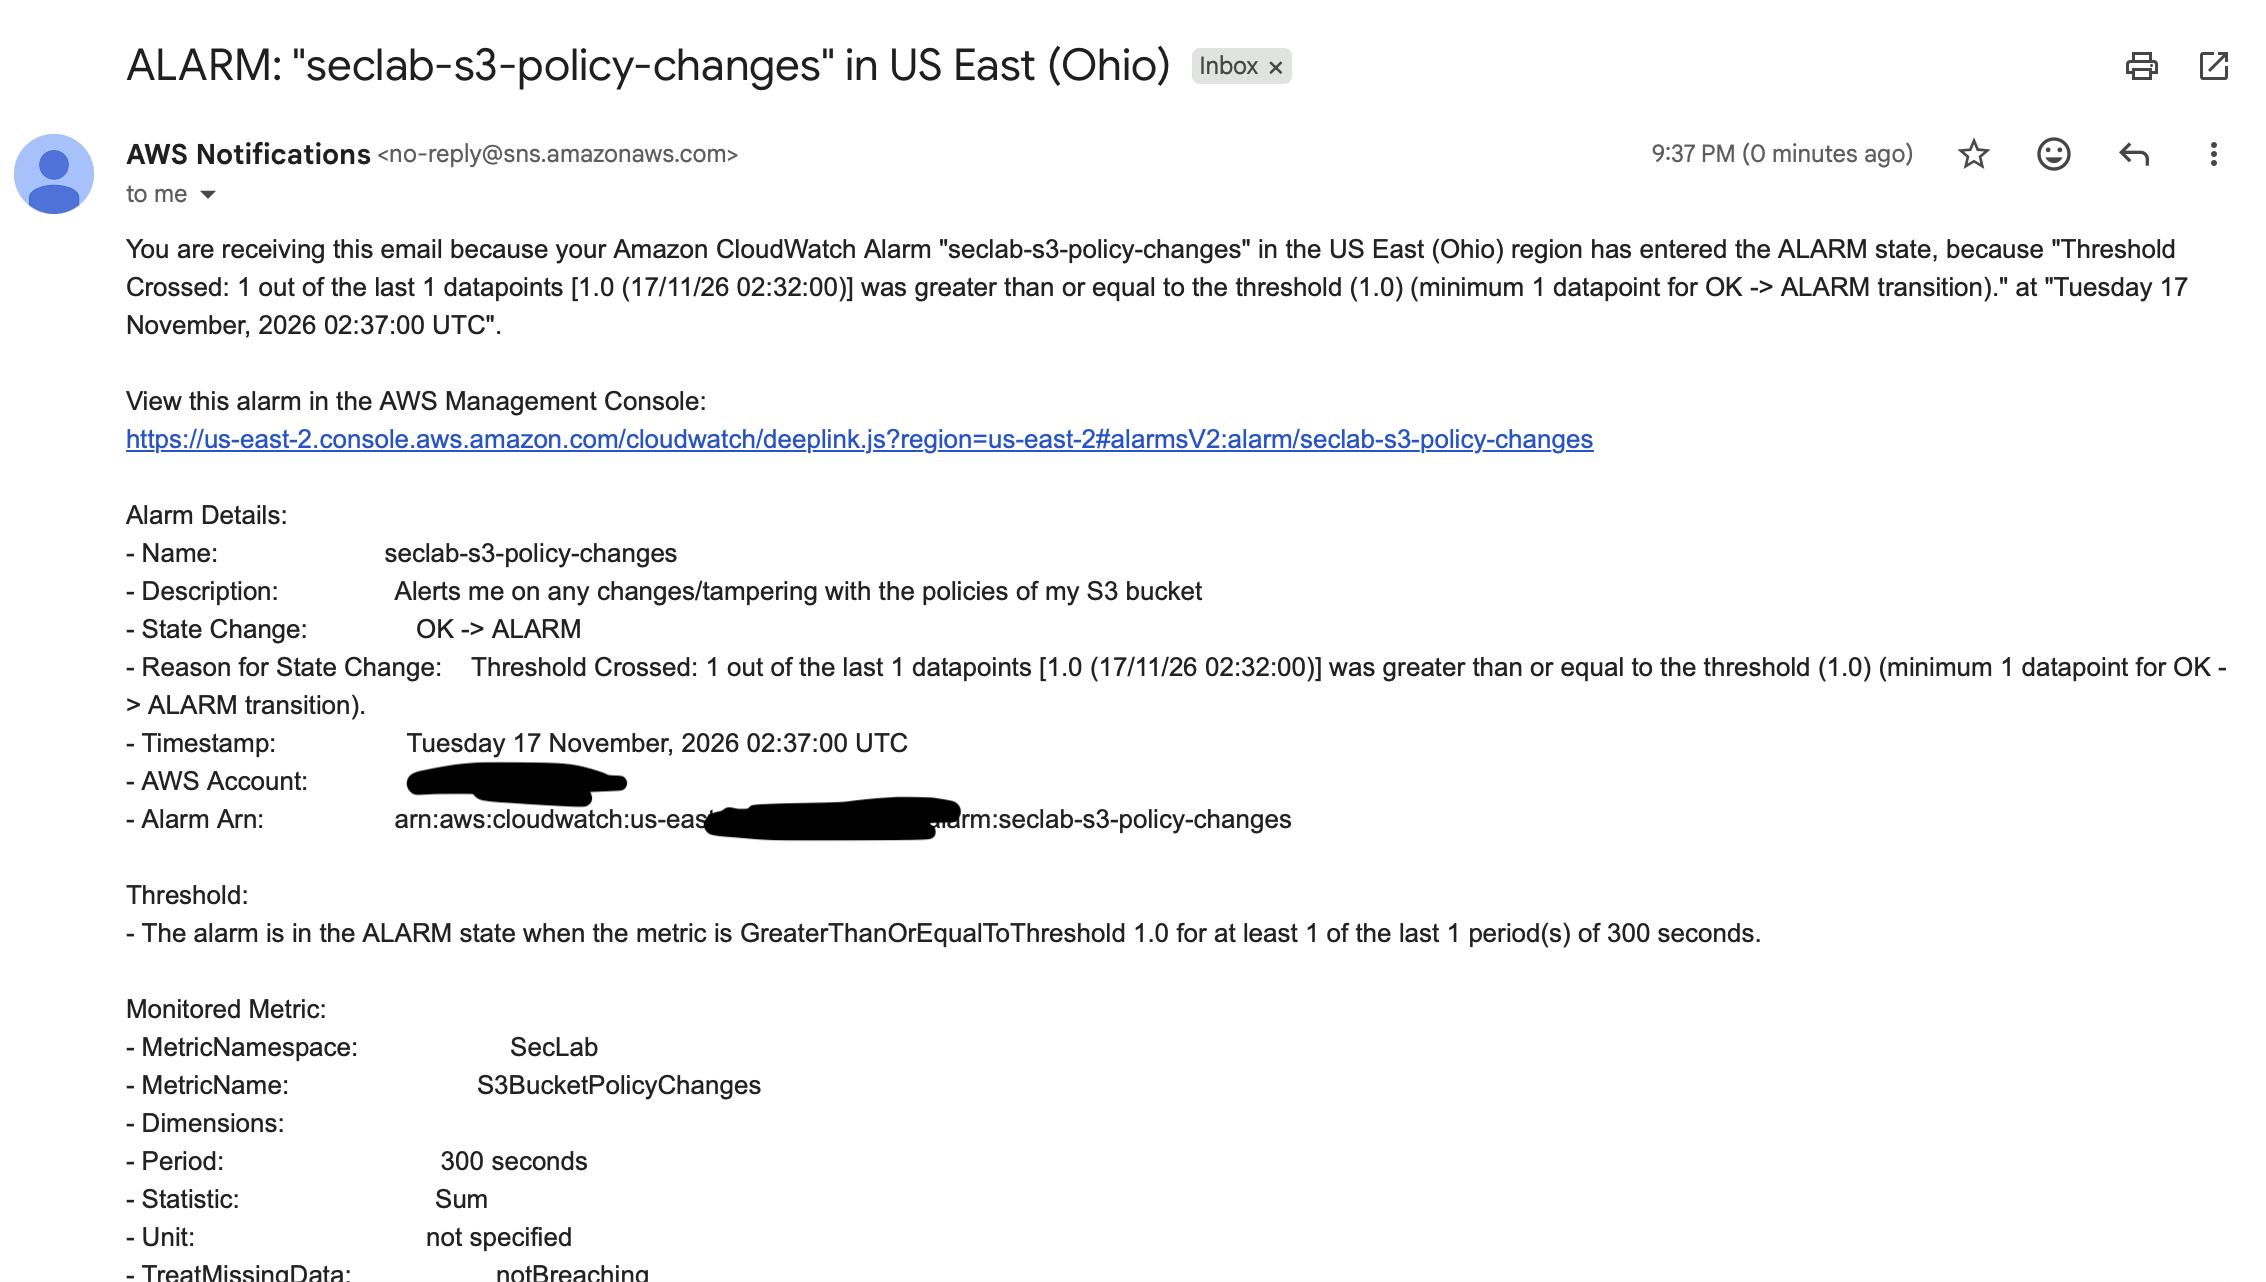 ALARM: "seclab-s3-policy-changes" in US East (Ohio) Inbox ×
AWS Notifications <no-reply@sns.amazonaws.com> 9:37 PM (0 minutes ago)
to me
You are receiving this email because your Amazon CloudWatch Alarm "seclab-s3-policy-changes" in the US East (Ohio) region has entered the ALARM state, because "Threshold
Crossed: 1 out of the last 1 datapoints [1.0 (17/11/26 02:32:00)] was greater than or equal to the threshold (1.0) (minimum 1 datapoint for OK -> ALARM transition)." at "Tuesday 17
November, 2026 02:37:00 UTC".
View this alarm in the AWS Management Console:
https://us-east-2.console.aws.amazon.com/cloudwatch/deeplink.js?region=us-east-2#alarmsV2:alarm/seclab-s3-policy-changes
Alarm Details:
- Name: seclab-s3-policy-changes
- Description: Alerts me on any changes/tampering with the policies of my S3 bucket
- State Change: OK -> ALARM
- Reason for State Change: Threshold Crossed: 1 out of the last 1 datapoints [1.0 (17/11/26 02:32:00)] was greater than or equal to the threshold (1.0) (minimum 1 datapoint for OK -
> ALARM transition).
- Timestamp: Tuesday 17 November, 2026 02:37:00 UTC
- AWS Account:
- Alarm Arn: arn:aws:cloudwatch:us-eas arm:seclab-s3-policy-changes
Threshold:
- The alarm is in the ALARM state when the metric is GreaterThanOrEqualToThreshold 1.0 for at least 1 of the last 1 period(s) of 300 seconds.
Monitored Metric:
- MetricNamespace: SecLab
- MetricName: S3BucketPolicyChanges
- Dimensions:
- Period: 300 seconds
- Statistic: Sum
- Unit: not specified
- TreatMissingData: notBreaching